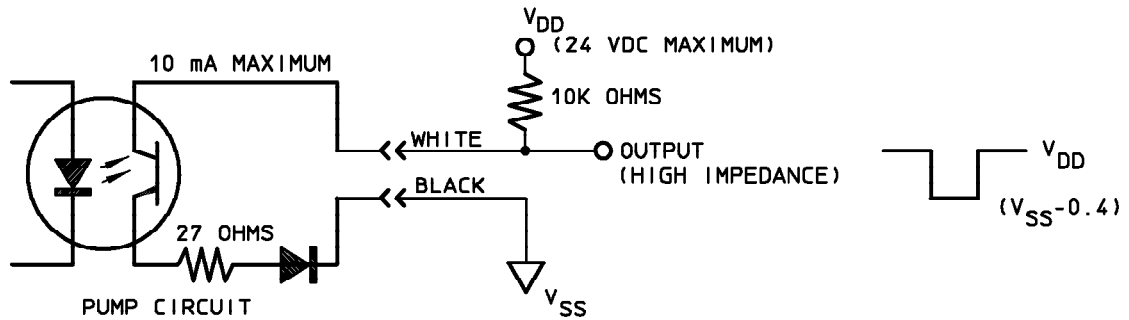 V_DD
(24 VDC MAXIMUM)
10 mA MAXIMUM
10K OHMS
WHITE
OUTPUT
(HIGH IMPEDANCE)
V_DD
BLACK
(V_SS-0.4)
27 OHMS
V_SS
PUMP CIRCUIT